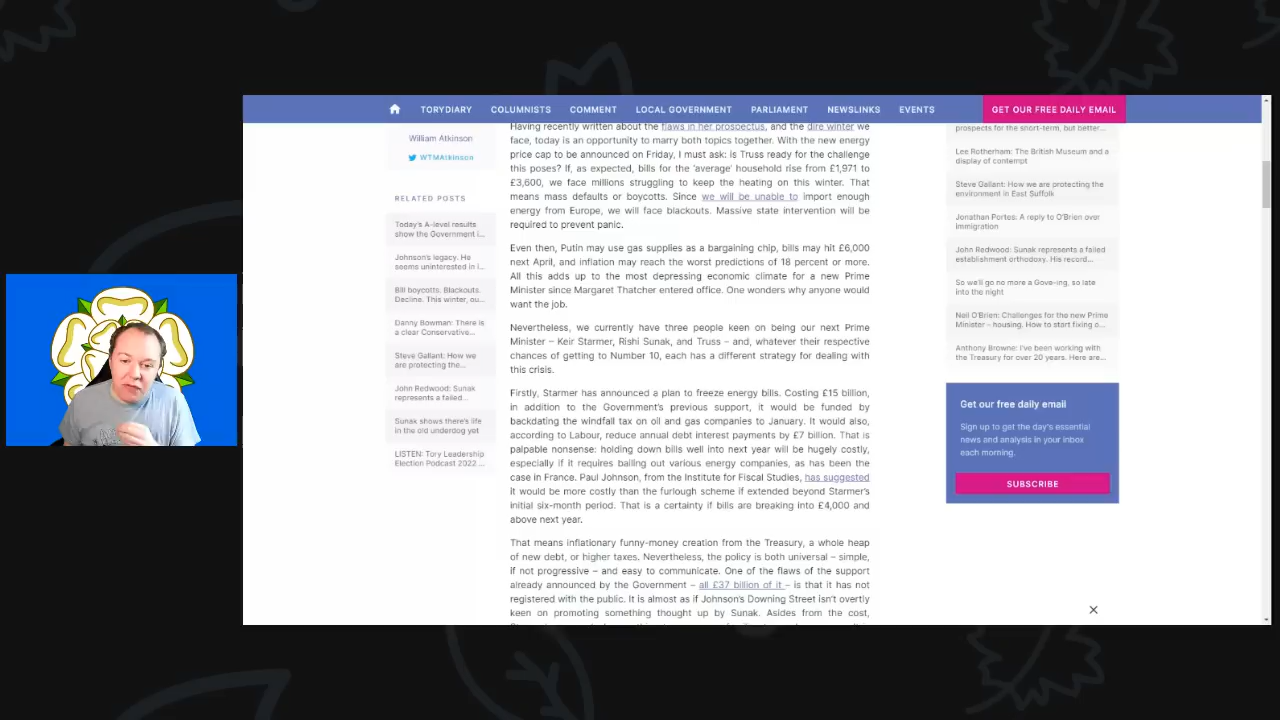 TORYDIARY COLUMNISTS COMMENT LOCAL GOVERNMENT PARLIAMENT NEWSLINKS EVENTS GET OUR FREE DAILY EMAIL
William Atkinson
WTMAtkinson
RELATED POSTS
Today's A-level results
show the Government i...
Johnson's legacy. He
seems uninterested in i...
Bill boycotts. Blackouts.
Decline. This winter, ou...
Danny Bowman: There is
a clear Conservative...
Steve Gallant: How we
are protecting the...
John Redwood: Sunak
represents a failed...
Sunak shows there's life
in the old underdog yet
LISTEN: Tory Leadership
Election Podcast 2022 ...
Having recently written about the flaws in her prospectus, and the dire winter we
face, today is an opportunity to marry both topics together. With the new energy
price cap to be announced on Friday, I must ask: is Truss ready for the challenge
this poses? If, as expected, bills for the 'average' household rise from £1,971 to
£3,600, we face millions struggling to keep the heating on this winter. That
means mass defaults or boycotts. Since we will be unable to import enough
energy from Europe, we will face blackouts. Massive state intervention will be
required to prevent panic.
Even then, Putin may use gas supplies as a bargaining chip, bills may hit £6,000
next April, and inflation may reach the worst predictions of 18 percent or more.
All this adds up to the most depressing economic climate for a new Prime
Minister since Margaret Thatcher entered office. One wonders why anyone would
want the job.
Nevertheless, we currently have three people keen on being our next Prime
Minister – Keir Starmer, Rishi Sunak, and Truss – and, whatever their respective
chances of getting to Number 10, each has a different strategy for dealing with
this crisis.
Firstly, Starmer has announced a plan to freeze energy bills. Costing £15 billion,
in addition to the Government's previous support, it would be funded by
backdating the windfall tax on oil and gas companies to January. It would also,
according to Labour, reduce annual debt interest payments by £7 billion. That is
palpable nonsense: holding down bills well into next year will be hugely costly,
especially if it requires bailing out various energy companies, as has been the
case in France. Paul Johnson, from the Institute for Fiscal Studies, has suggested
it would be more costly than the furlough scheme if extended beyond Starmer's
initial six-month period. That is a certainty if bills are breaking into £4,000 and
above next year.
That means inflationary funny-money creation from the Treasury, a whole heap
of new debt, or higher taxes. Nevertheless, the policy is both universal – simple,
if not progressive – and easy to communicate. One of the flaws of the support
already announced by the Government – all £37 billion of it – is that it has not
registered with the public. It is almost as if Johnson's Downing Street isn't overtly
keen on promoting something thought up by Sunak. Asides from the cost,
prospects for the short-term, but better...
Lee Rotherham: The British Museum and a
display of contempt
Steve Gallant: How we are protecting the
environment in East Suffolk
Jonathan Portes: A reply to O'Brien over
immigration
John Redwood: Sunak represents a failed
establishment orthodoxy. His record...
So we'll go no more a Gove-ing, so late
into the night
Neil O'Brien: Challenges for the new Prime
Minister – housing. How to start fixing o...
Anthony Browne: I've been working with
the Treasury for over 20 years. Here are...
Get our free daily email
Sign up to get the day's essential
news and analysis in your inbox
each morning.
SUBSCRIBE